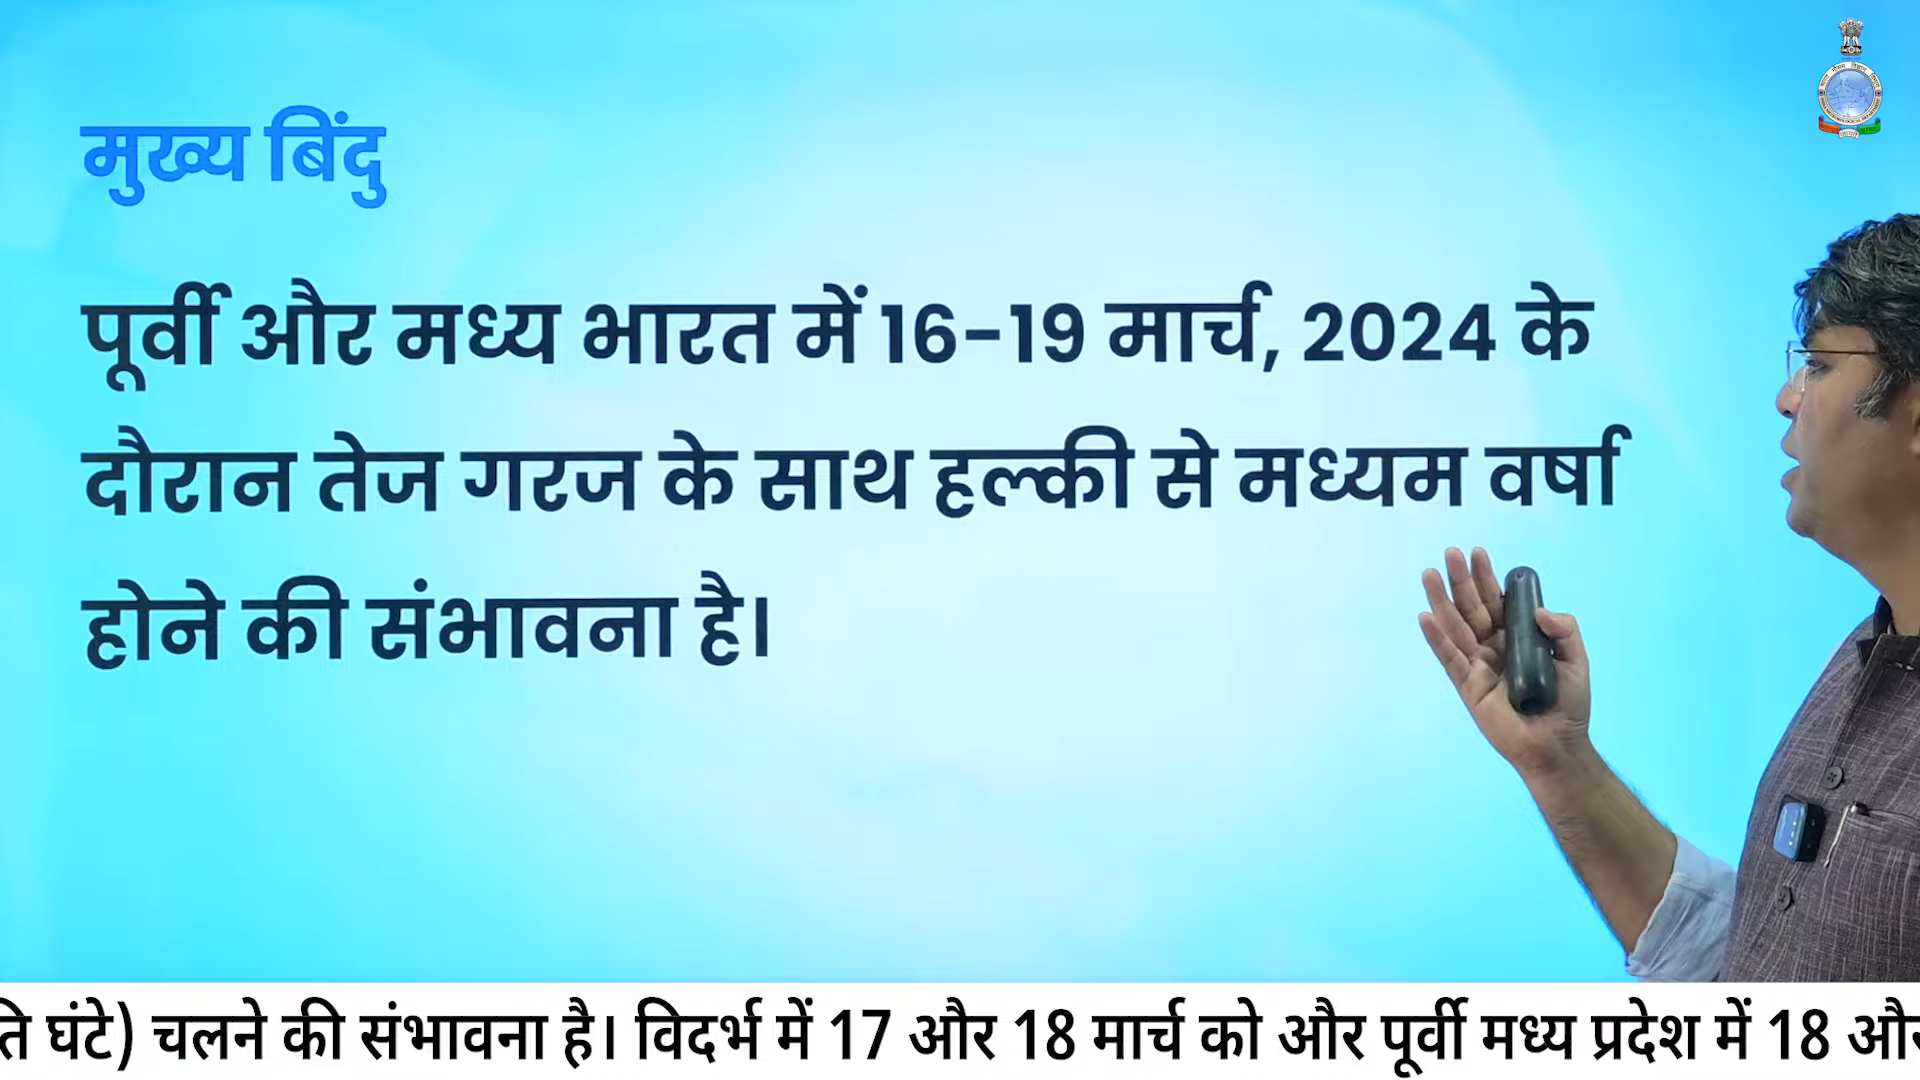 मुख्य बिंदु
पूर्वी और मध्य भारत में 16-19 मार्च, 2024 के
दौरान तेज गरज के साथ हल्की से मध्यम वर्षा
होने की संभावना है।
ति घंटे) चलने की संभावना है। विदर्भ में 17 और 18 मार्च को और पूर्वी मध्य प्रदेश में 18 और